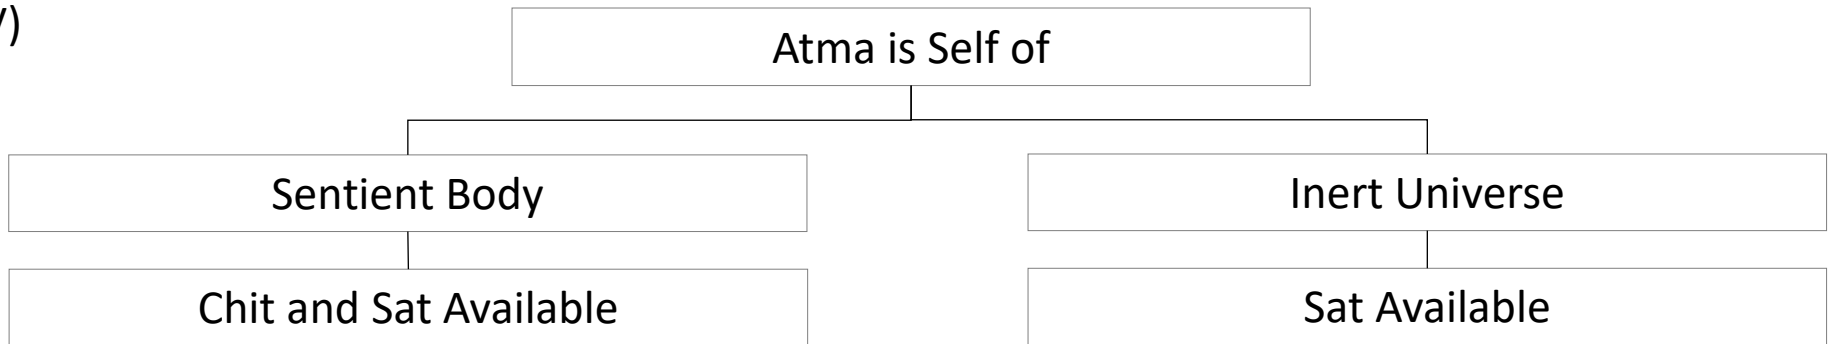 V)
Atma is Self of
Sentient Body
Inert Universe
Chit and Sat Available
Sat Available